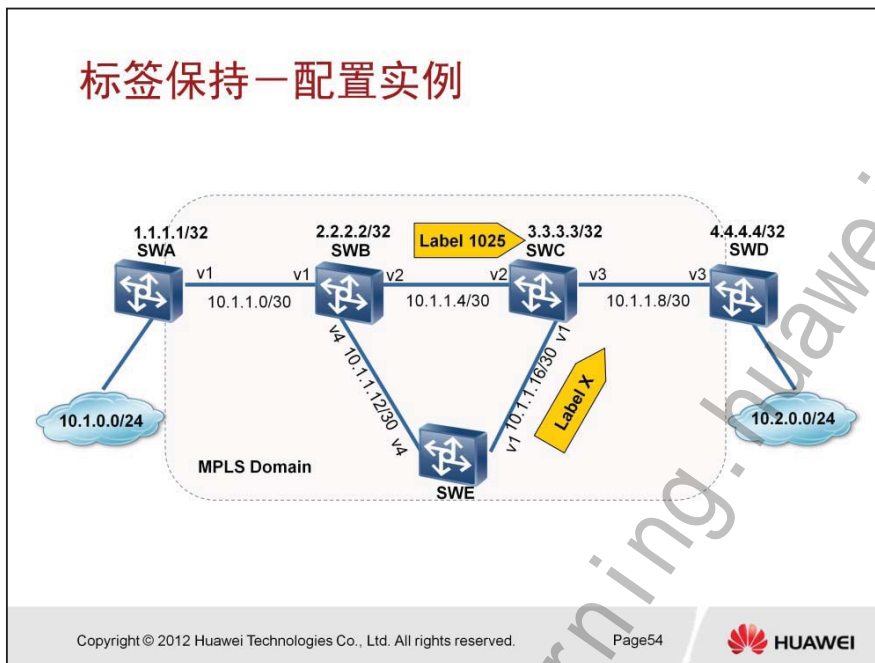 标签保持－配置实例
1.1.1.1/32
SWA
2.2.2.2/32
SWB
Label 1025
3.3.3.3/32
SWC
4.4.4.4/32
SWD
v1
v1
v2
v2
v3
v3
10.1.1.0/30
10.1.1.4/30
10.1.1.8/30
v4
10.1.1.12/30
v4
v1
10.1.1.16/30
v1
Label X
10.1.0.0/24
10.2.0.0/24
MPLS Domain
SWE
Copyright © 2012 Huawei Technologies Co., Ltd. All rights reserved.
Page54
HUAWEI
rning.huawei.